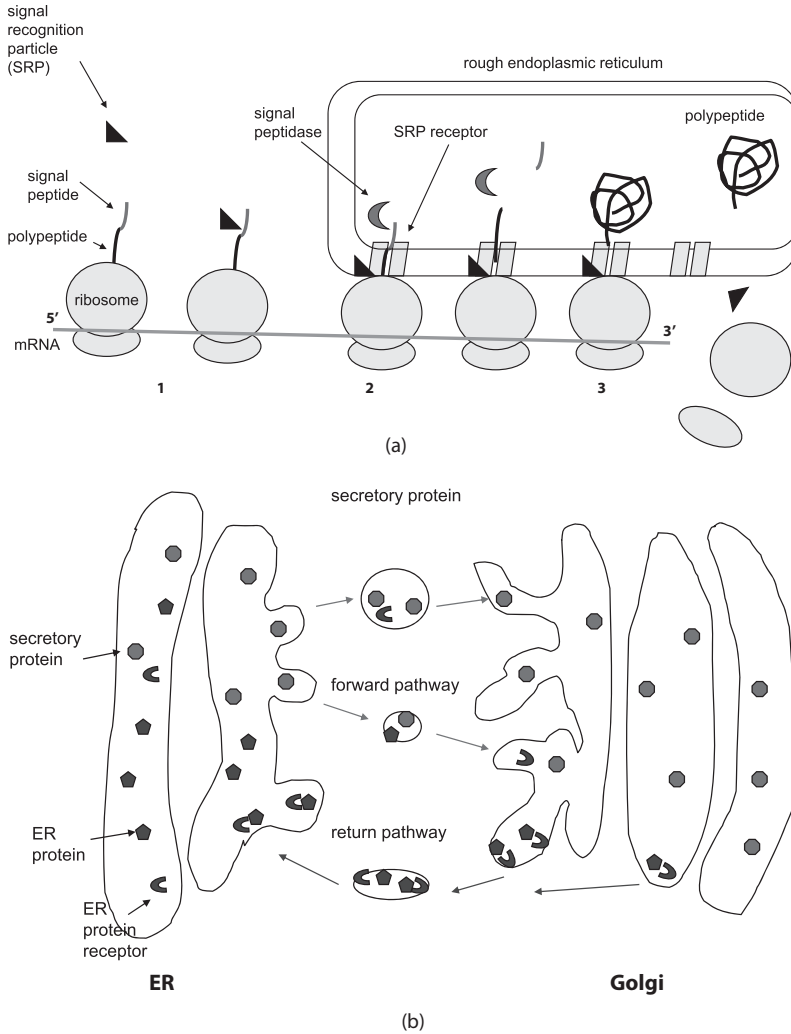 signal
recognition
particle
(SRP)
rough endoplasmic reticulum
signal
peptidase
SRP receptor
polypeptide
signal
peptide
polypeptide
ribosome
5’
mRNA
3’
1
2
3
(a)
secretory protein
secretory
protein
forward pathway
ER
protein
return pathway
ER
protein
receptor
ER
Golgi
(b)